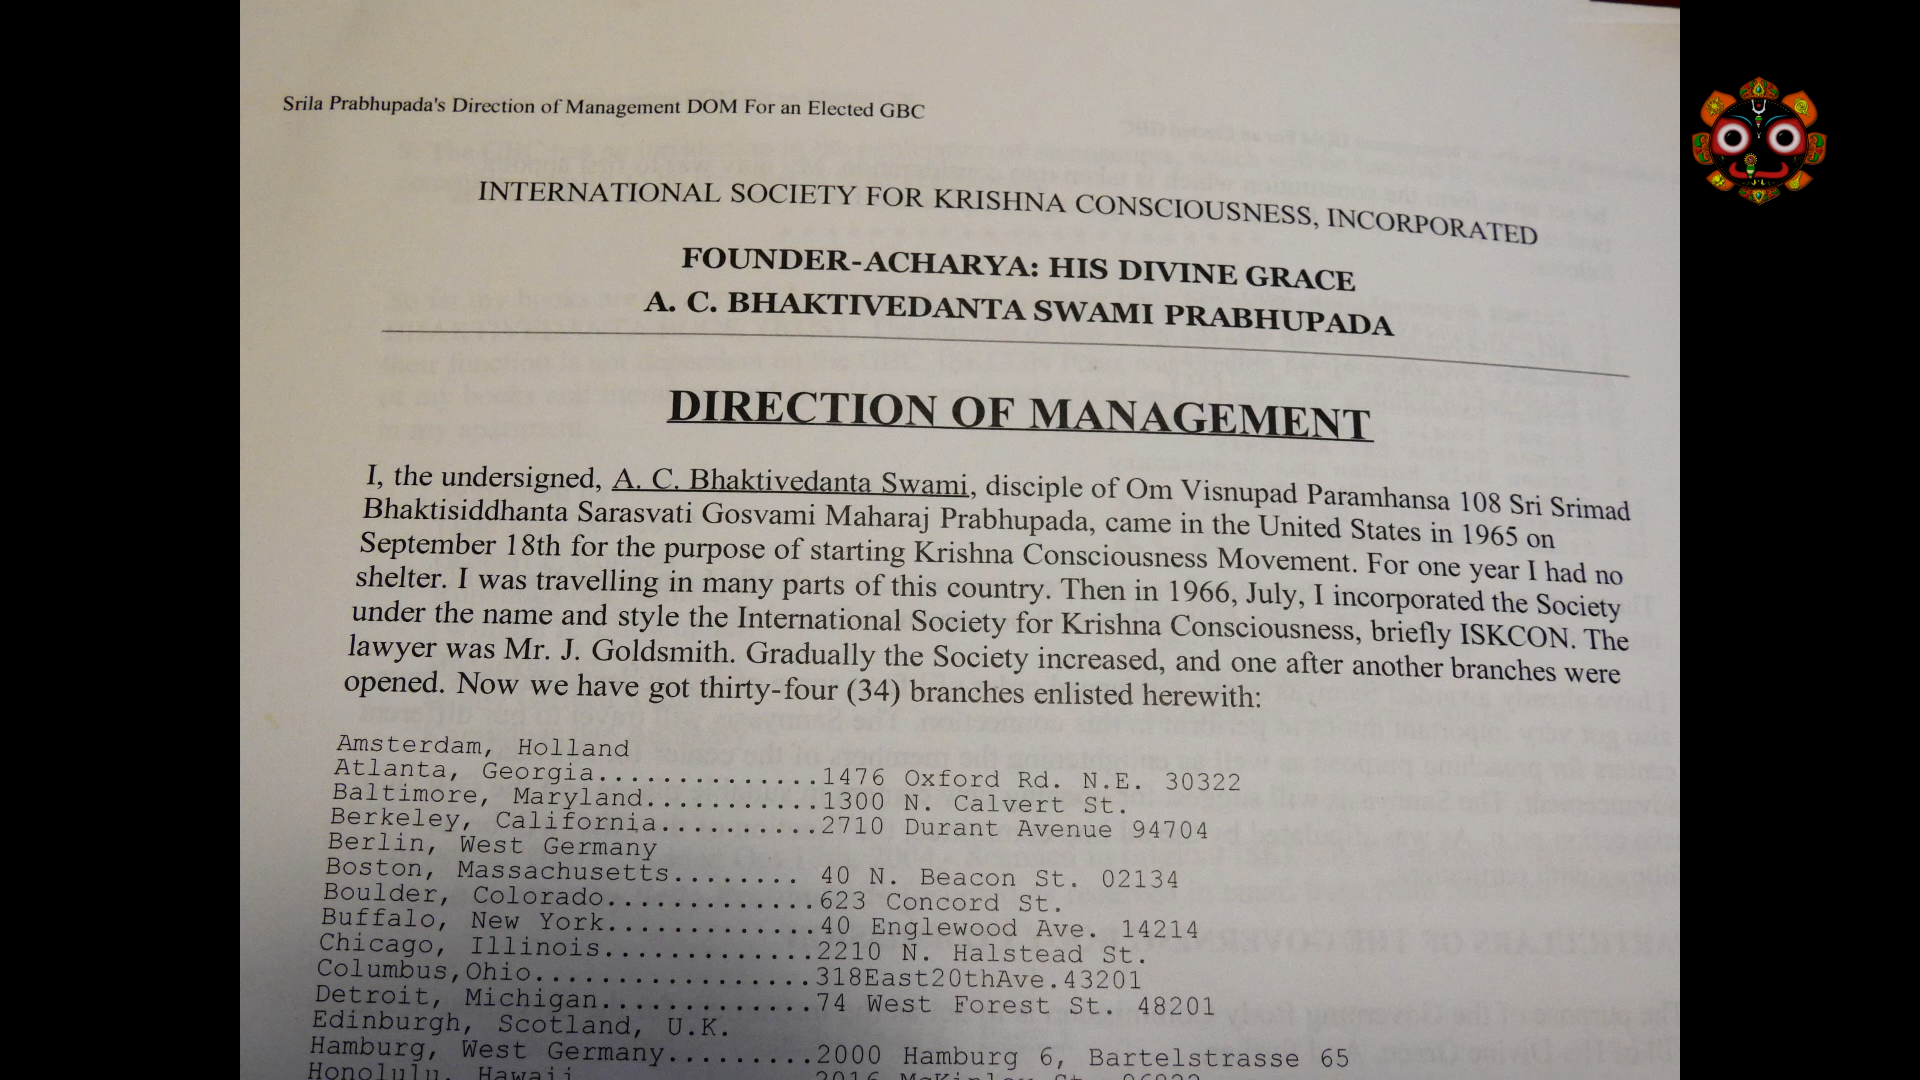 Srila Prabhupada's Direction of Management DOM For an Elected GBC
INTERNATIONAL SOCIETY FOR KRISHNA CONSCIOUSNESS, INCORPORATED
FOUNDER-ACHARYA: HIS DIVINE GRACE
A. C. BHAKTIVEDANTA SWAMI PRABHUPADA
DIRECTION OF MANAGEMENT
I, the undersigned, A. C. Bhaktivedanta Swami, disciple of Om Visnupad Paramhansa 108 Sri Srimad
Bhaktisiddhanta Sarasvati Gosvami Maharaj Prabhupada, came in the United States in 1965 on
September 18th for the purpose of starting Krishna Consciousness Movement. For one year I had no
shelter. I was travelling in many parts of this country. Then in 1966, July, I incorporated the Society
under the name and style the International Society for Krishna Consciousness, briefly ISKCON. The
lawyer was Mr. J. Goldsmith. Gradually the Society increased, and one after another branches were
opened. Now we have got thirty-four (34) branches enlisted herewith:
Amsterdam, Holland
Atlanta, Georgia..............1476 Oxford Rd. N.E. 30322
Baltimore, Maryland...........1300 N. Calvert St.
Berkeley, California..........2710 Durant Avenue 94704
Berlin, West Germany
Boston, Massachusetts........ 40 N. Beacon St. 02134
Boulder, Colorado.............623 Concord St.
Buffalo, New York.............40 Englewood Ave. 14214
Chicago, Illinois.............2210 N. Halstead St.
Columbus,Ohio.................318East20thAve.43201
Detroit, Michigan.............74 West Forest St. 48201
Edinburgh, Scotland, U.K.
Hamburg, West Germany.........2000 Hamburg 6, Bartelstrasse 65
Honolulu, Hawaii